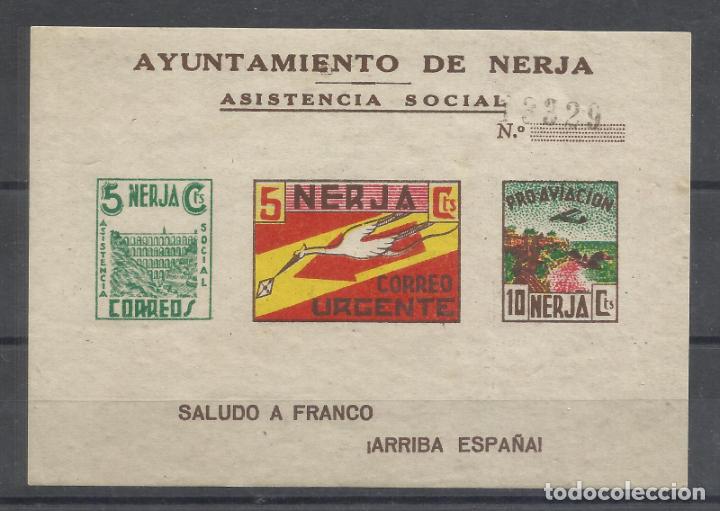 AYUNTAMIENTO DE NERJA
ASISTENCIA SOCIAL
N.º 13329
5 NERJA Cts
ASISTENCIA
SOCIAL
CORREOS
5 NERJA Cts
CORREO
URGENTE
PRO-AVIACION
10 NERJA Cts
SALUDO A FRANCO
¡ARRIBA ESPAÑA!
todocoleccion